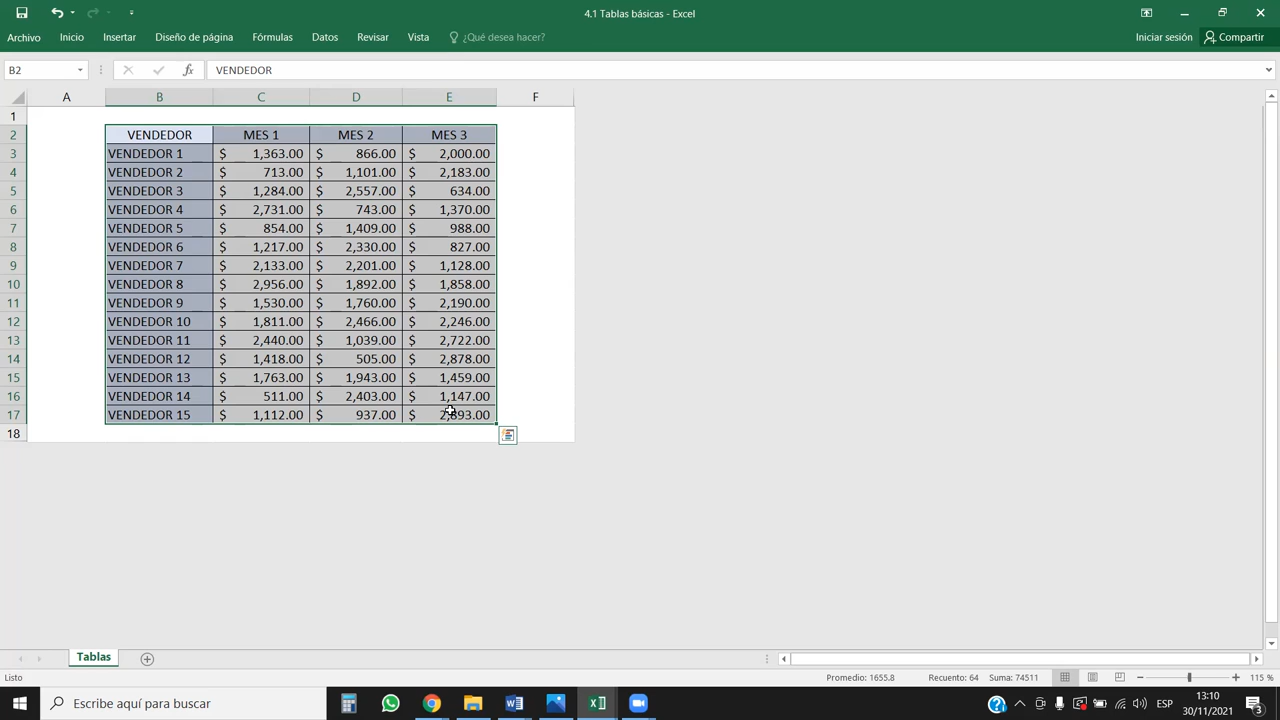 4.1 Tablas básicas - Excel
Archivo Inicio Insertar Diseño de página Fórmulas Datos Revisar Vista ¿Qué desea hacer? Iniciar sesión Compartir
B2 fx VENDEDOR
A B C D E F
1
2 VENDEDOR MES 1 MES 2 MES 3
3 VENDEDOR 1 $ 1,363.00 $ 866.00 $ 2,000.00
4 VENDEDOR 2 $ 713.00 $ 1,101.00 $ 2,183.00
5 VENDEDOR 3 $ 1,284.00 $ 2,557.00 $ 634.00
6 VENDEDOR 4 $ 2,731.00 $ 743.00 $ 1,370.00
7 VENDEDOR 5 $ 854.00 $ 1,409.00 $ 988.00
8 VENDEDOR 6 $ 1,217.00 $ 2,330.00 $ 827.00
9 VENDEDOR 7 $ 2,133.00 $ 2,201.00 $ 1,128.00
10 VENDEDOR 8 $ 2,956.00 $ 1,892.00 $ 1,858.00
11 VENDEDOR 9 $ 1,530.00 $ 1,760.00 $ 2,190.00
12 VENDEDOR 10 $ 1,811.00 $ 2,466.00 $ 2,246.00
13 VENDEDOR 11 $ 2,440.00 $ 1,039.00 $ 2,722.00
14 VENDEDOR 12 $ 1,418.00 $ 505.00 $ 2,878.00
15 VENDEDOR 13 $ 1,763.00 $ 1,943.00 $ 1,459.00
16 VENDEDOR 14 $ 511.00 $ 2,403.00 $ 1,147.00
17 VENDEDOR 15 $ 1,112.00 $ 937.00 $ 2,893.00
18
Tablas
Listo Promedio: 1655.8 Recuento: 64 Suma: 74511 115 %
Escribe aquí para buscar ESP 13:10
30/11/2021 3